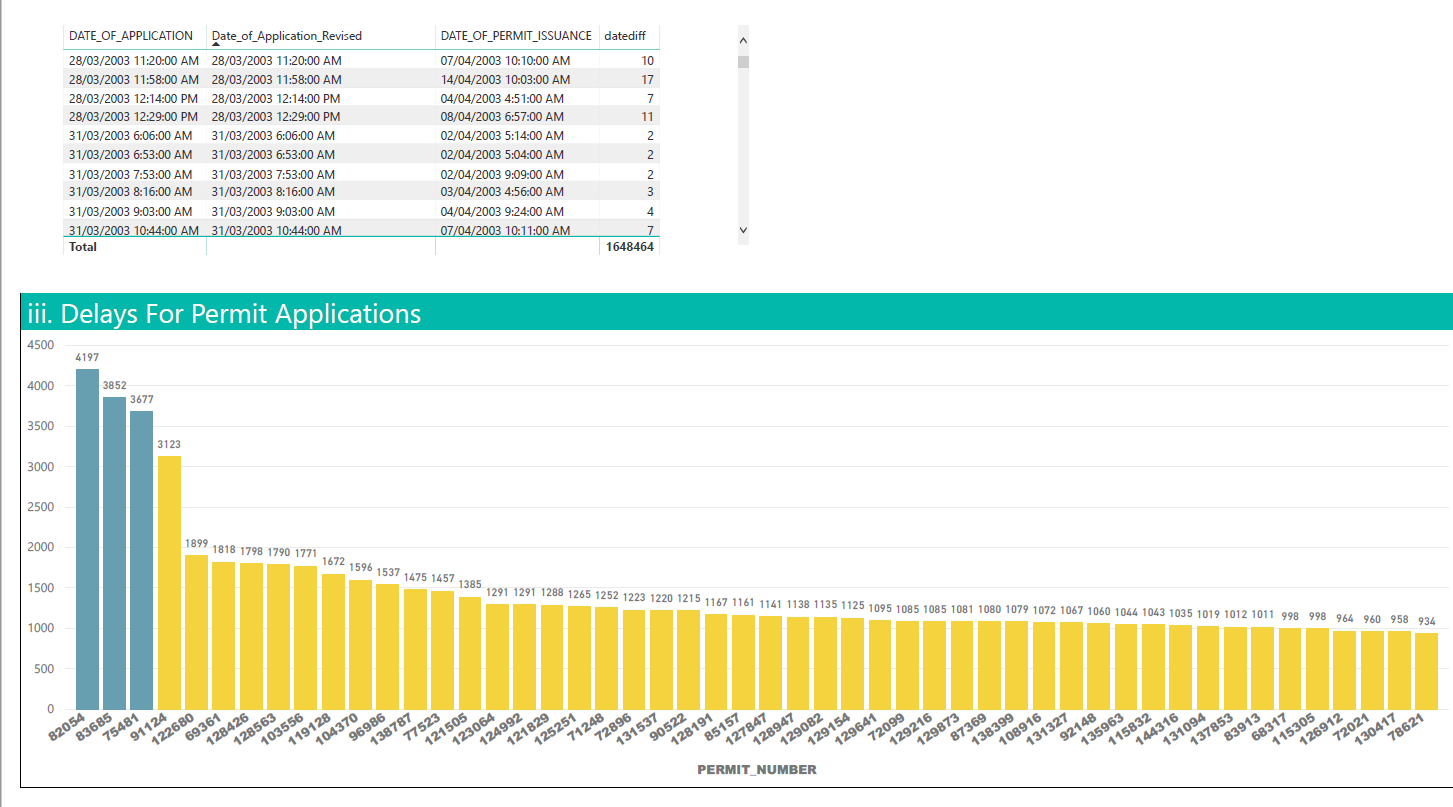 DATE_OF_APPLICATION Date_of_Application_Revised DATE_OF_PERMIT_ISSUANCE datediff
28/03/2003 11:20:00 AM 28/03/2003 11:20:00 AM 07/04/2003 10:10:00 AM 10
28/03/2003 11:58:00 AM 28/03/2003 11:58:00 AM 14/04/2003 10:03:00 AM 17
28/03/2003 12:14:00 PM 28/03/2003 12:14:00 PM 04/04/2003 4:51:00 AM 7
28/03/2003 12:29:00 PM 28/03/2003 12:29:00 PM 08/04/2003 6:57:00 AM 11
31/03/2003 6:06:00 AM 31/03/2003 6:06:00 AM 02/04/2003 5:14:00 AM 2
31/03/2003 6:53:00 AM 31/03/2003 6:53:00 AM 02/04/2003 5:04:00 AM 2
31/03/2003 7:53:00 AM 31/03/2003 7:53:00 AM 02/04/2003 9:09:00 AM 2
31/03/2003 8:16:00 AM 31/03/2003 8:16:00 AM 03/04/2003 4:56:00 AM 3
31/03/2003 9:03:00 AM 31/03/2003 9:03:00 AM 04/04/2003 9:24:00 AM 4
31/03/2003 10:44:00 AM 31/03/2003 10:44:00 AM 07/04/2003 10:11:00 AM 7
Total 1648464
iii. Delays For Permit Applications
4500
4000
3500
3000
2500
2000
1500
1000
500
0
4197 3852 3677 3123 1899 1818 1798 1790 1771 1672 1596 1537 1475 1457 1385 1291 1291 1288 1265 1252 1223 1220 1215 1167 1161 1141 1138 1135 1125 1095 1085 1085 1081 1080 1079 1072 1067 1060 1044 1043 1035 1019 1012 1011 998 998 964 960 958 934
82054 83685 75481 91124 122680 69361 128426 128563 103556 119128 104370 96986 138787 77523 121505 123064 124992 121829 125251 71248 72896 131537 90522 128191 85157 127847 128947 129082 129154 129641 72099 129216 129873 87369 138399 108916 131327 92148 135963 115832 144316 131094 137853 83913 68317 115305 126912 72021 130417 78621
PERMIT_NUMBER